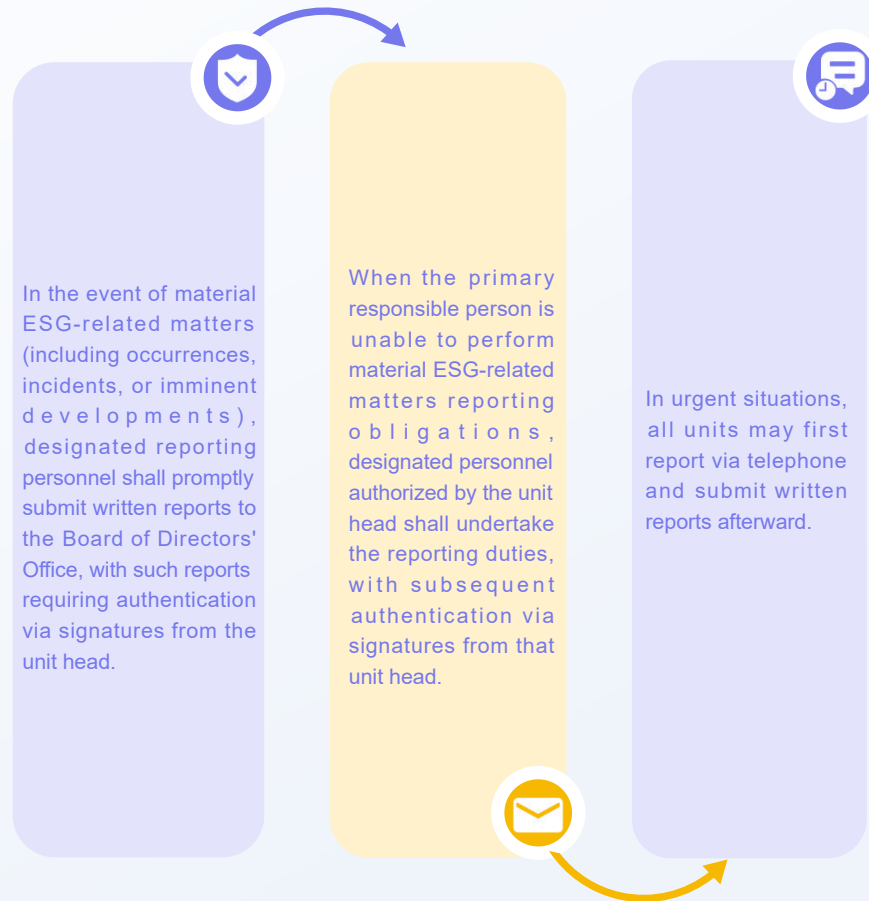 In the event of material
ESG-related matters
(including occurrences,
incidents, or imminent
developments),
designated reporting
personnel shall promptly
submit written reports to
the Board of Directors'
Office, with such reports
requiring authentication
via signatures from the
unit head.
When the primary
responsible person is
unable to perform
material ESG-related
matters reporting
obligations,
designated personnel
authorized by the unit
head shall undertake
the reporting duties,
with subsequent
authentication via
signatures from that
unit head.
In urgent situations,
all units may first
report via telephone
and submit written
reports afterward.